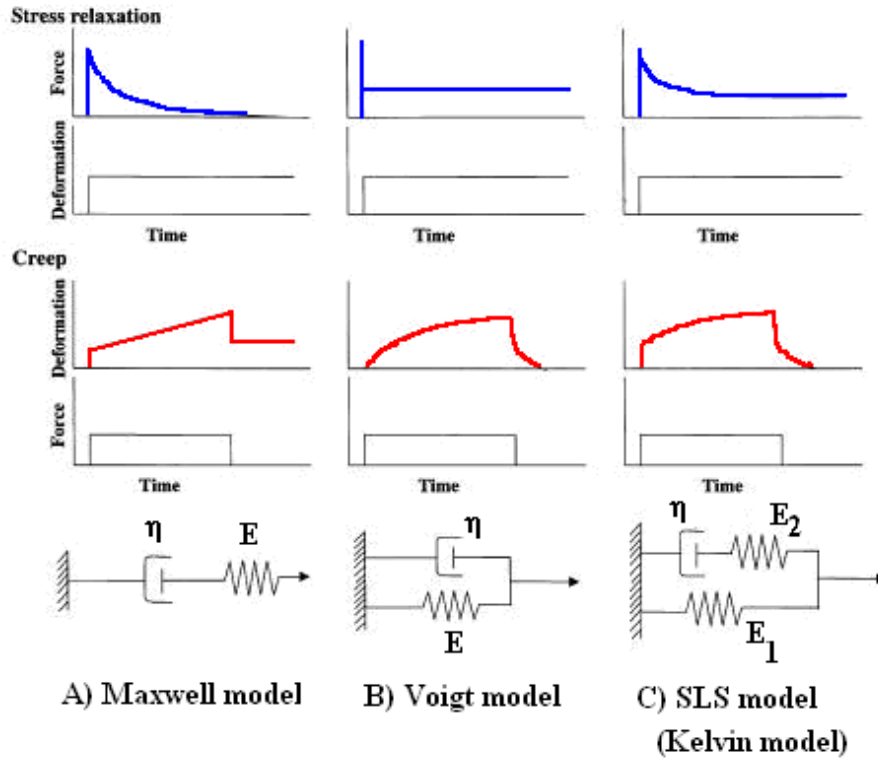 Stress relaxation
Force
Deformation
Time Time Time
Creep
Deformation
Force
Time Time Time
η E η η E2
E E1
A) Maxwell model B) Voigt model C) SLS model
(Kelvin model)